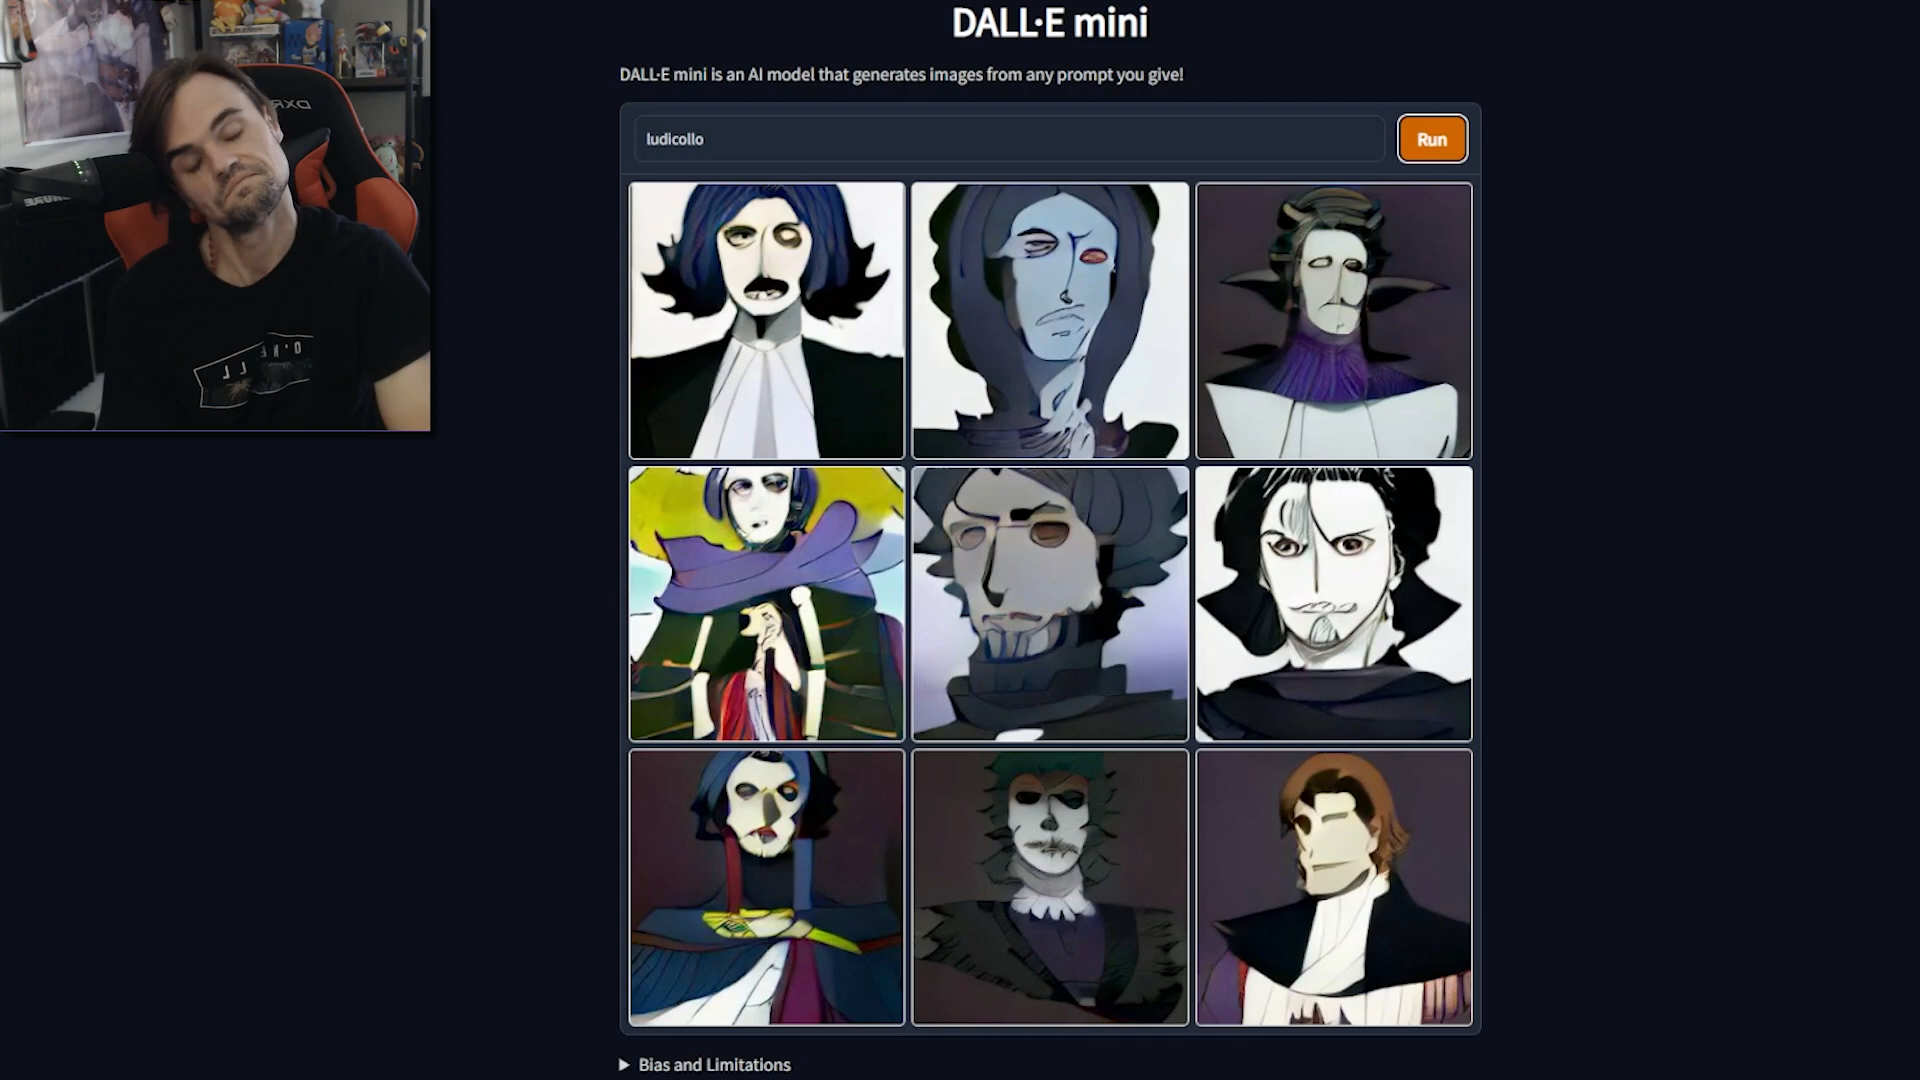 DALL·E mini
DALL·E mini is an AI model that generates images from any prompt you give!
ludicollo
Run
Bias and Limitations